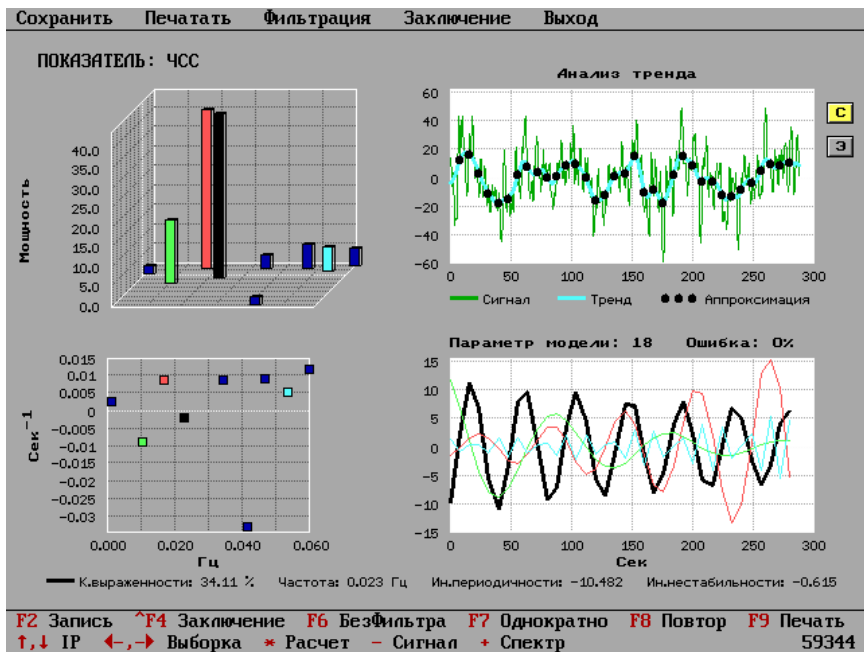 Сохранить Печатать Фильтрация Заключение Выход
ПОКАЗАТЕЛЬ: ЧСС
Мощность
40.0
35.0
30.0
25.0
20.0
15.0
10.0
5.0
0.0
Анализ тренда
60
40
20
0
-20
-40
-60
0 50 100 150 200 250 300
Сигнал Тренд Аппроксимация
С
Э
Сек-1
0.015
0.01
0.005
0
-0.005
-0.01
-0.015
-0.02
-0.025
-0.03
0.000 0.020 0.040 0.060
Гц
Параметр модели: 18 Ошибка: 0%
15
10
5
0
-5
-10
-15
0 50 100 150 200 250 300
Сек
К.выраженности: 34.11 % Частота: 0.023 Гц Ин.периодичности: -10.482 Ин.нестабильности: -0.615
F2 Запись ^F4 Заключение F6 БезФильтра F7 Однократно F8 Повтор F9 Печать
↑,↓ IP ←-,-→ Выборка * Расчет - Сигнал + Спектр 59344